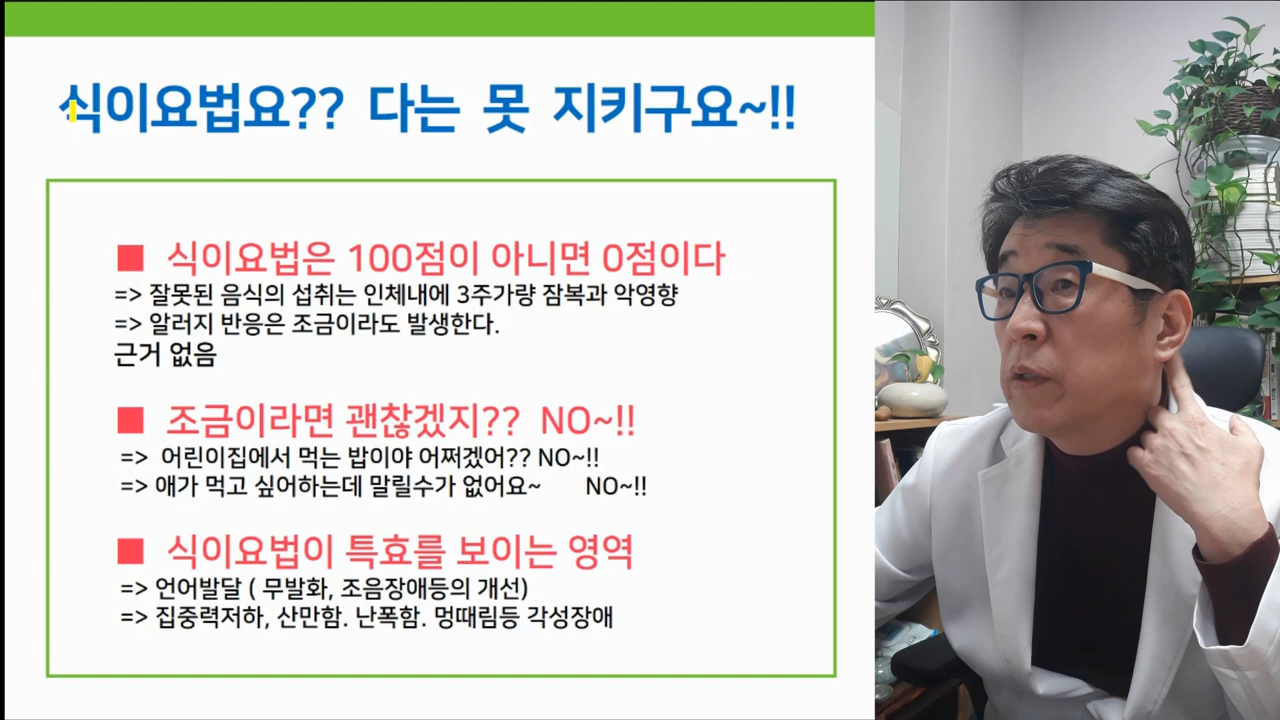 식이요법요?? 다는 못 지키구요~!!
■ 식이요법은 100점이 아니면 0점이다
=> 잘못된 음식의 섭취는 인체내에 3주가량 잠복과 악영향
=> 알러지 반응은 조금이라도 발생한다.
근거 없음
■ 조금이라면 괜찮겠지?? NO~!!
=> 어린이집에서 먹는 밥이야 어쩌겠어?? NO~!!
=> 애가 먹고 싶어하는데 말릴수가 없어요~ NO~!!
■ 식이요법이 특효를 보이는 영역
=> 언어발달 ( 무발화, 조음장애등의 개선)
=> 집중력저하, 산만함. 난폭함. 멍때림등 각성장애